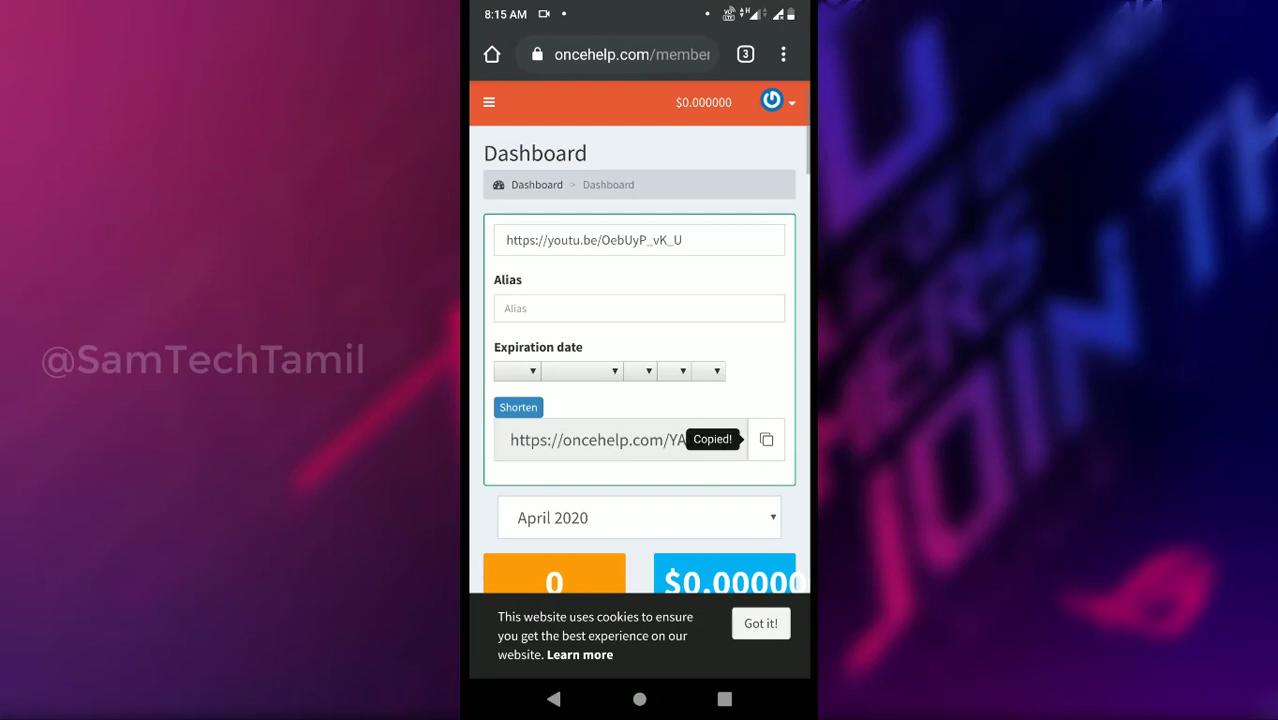 8:15 AM
oncehelp.com/member
3
$0.000000
Dashboard
Dashboard > Dashboard
https://youtu.be/OebUyP_vK_U
Alias
Alias
Expiration date
Shorten
https://oncehelp.com/YA
Copied!
April 2020
0
$0.00000
This website uses cookies to ensure
you get the best experience on our
website. Learn more
Got it!
@SamTechTamil
JOIN TH